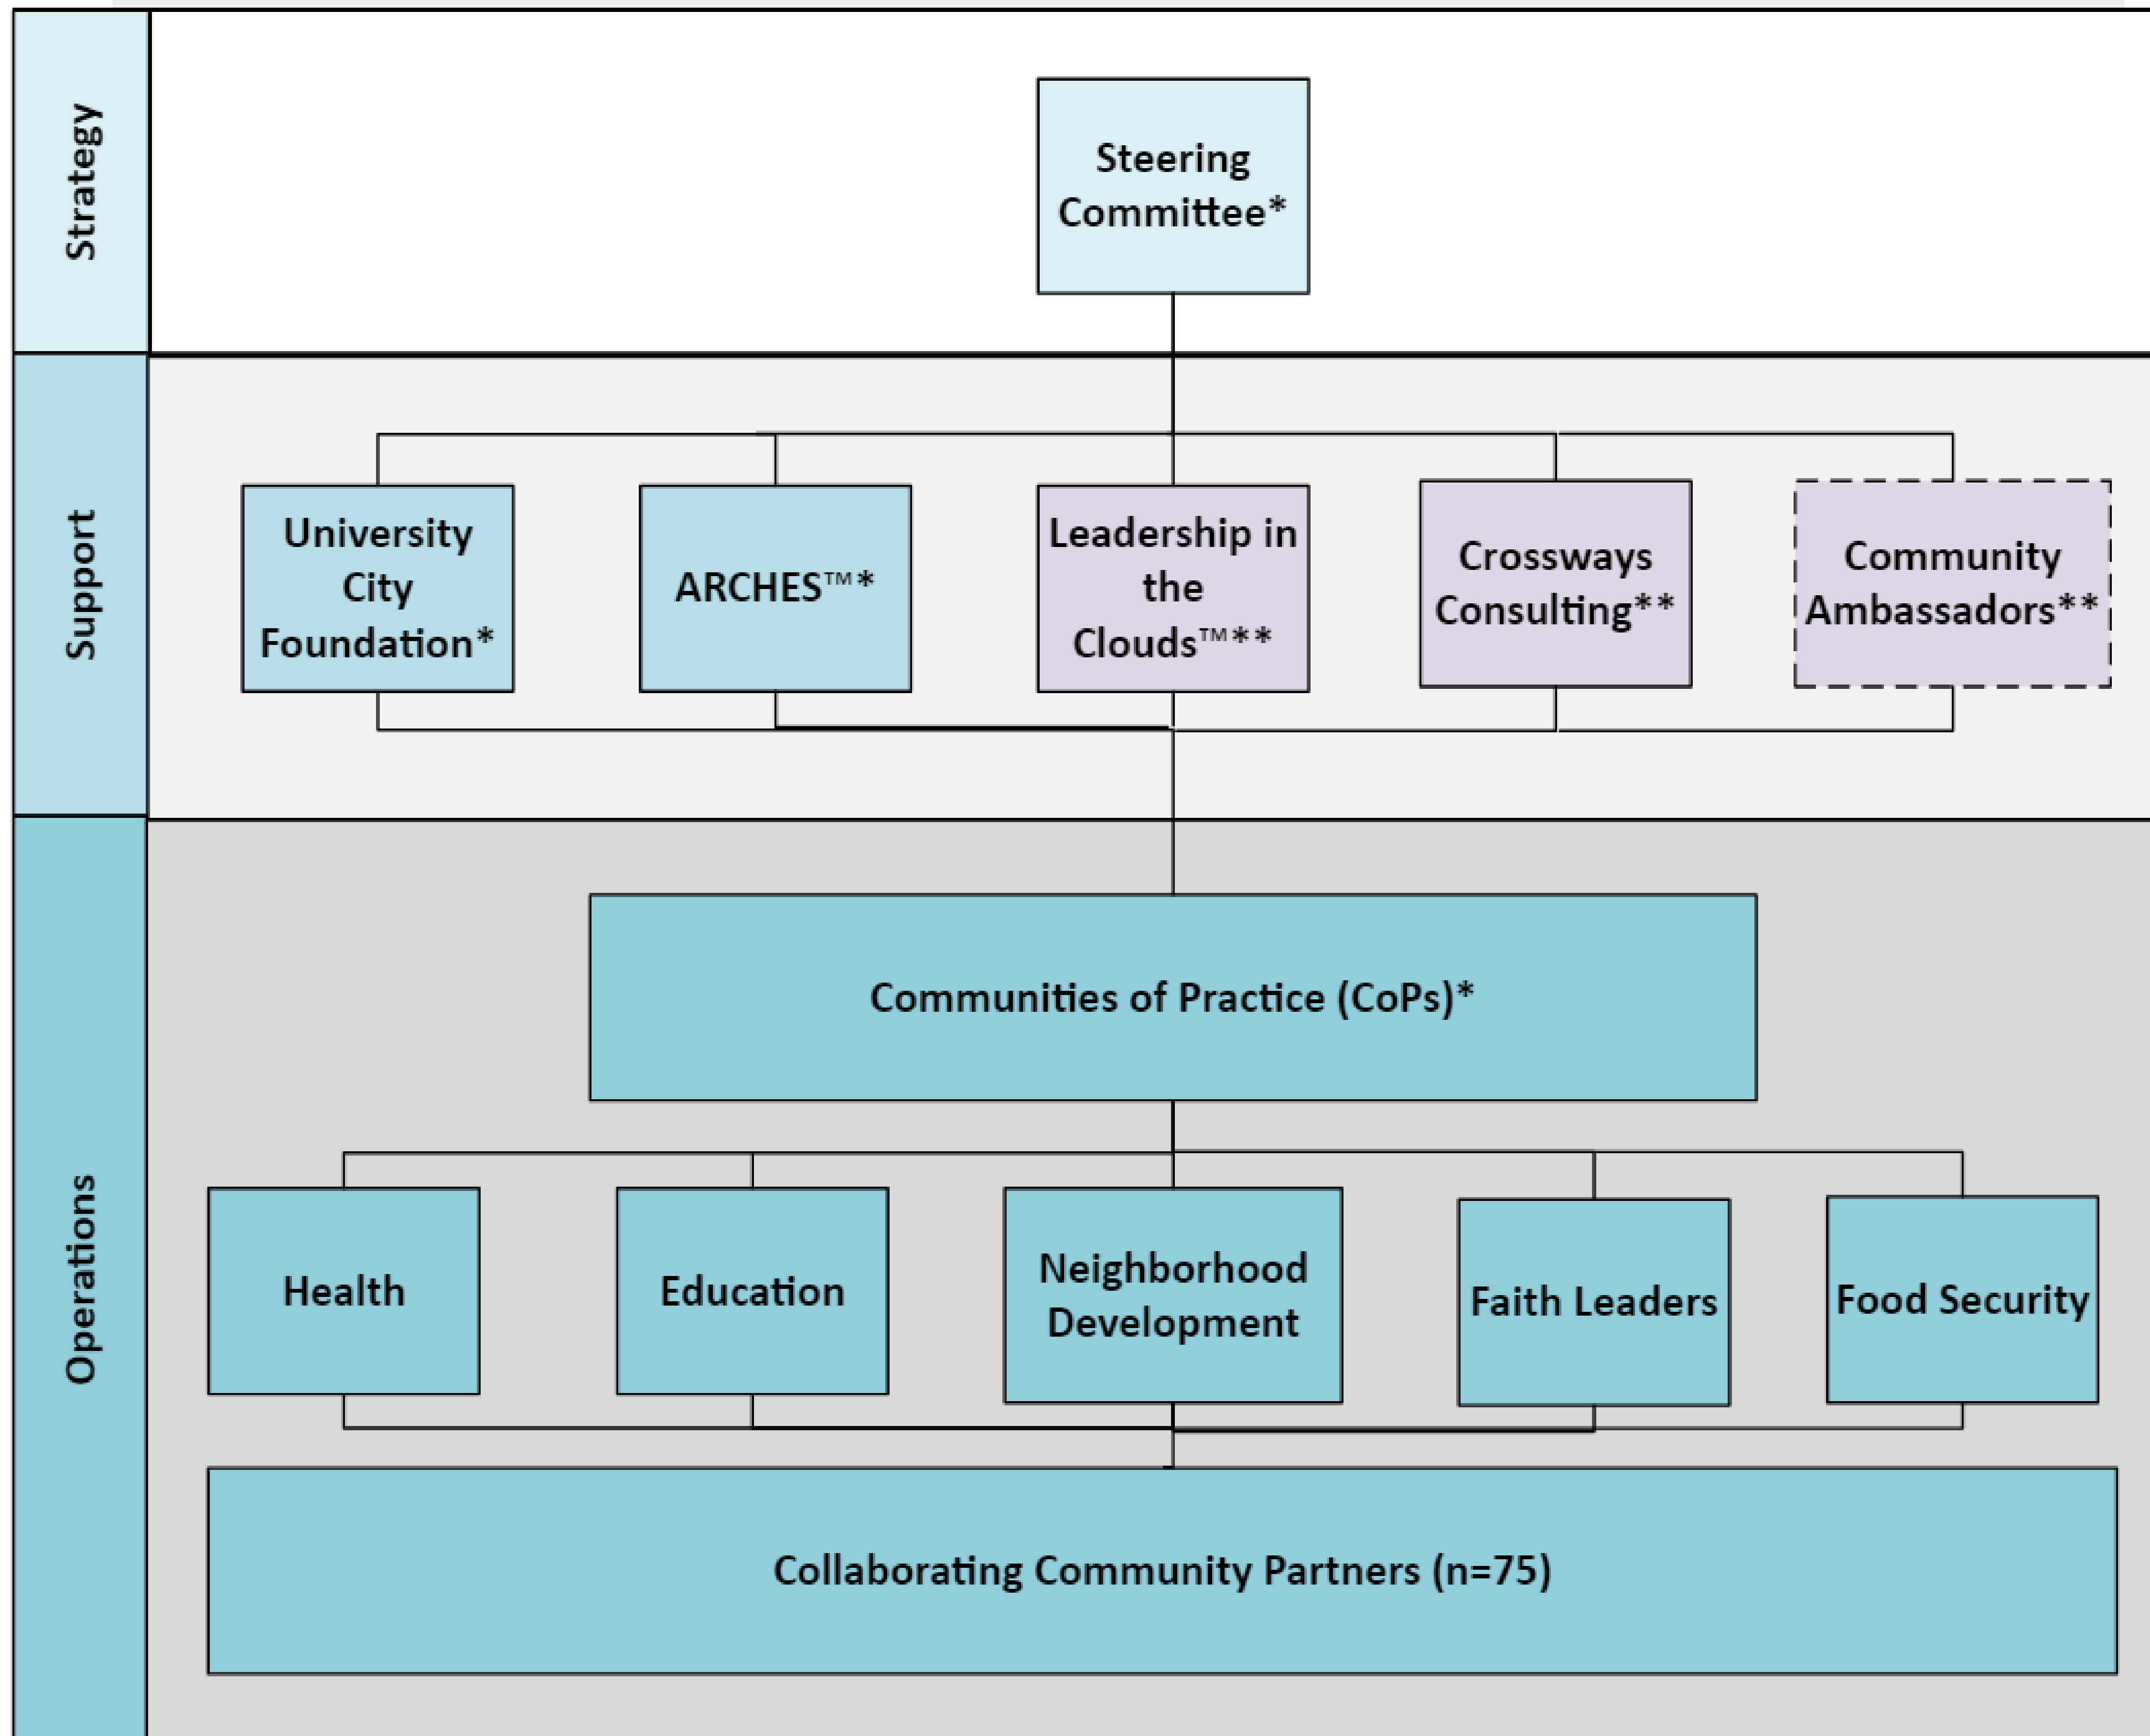 Strategy
Steering
Committee*
Support
University
City
Foundation*
ARCHES™*
Leadership in
the
Clouds™**
Crossways
Consulting**
Community
Ambassadors**
Operations
Communities of Practice (CoPs)*
Health
Education
Neighborhood
Development
Faith Leaders
Food Security
Collaborating Community Partners (n=75)